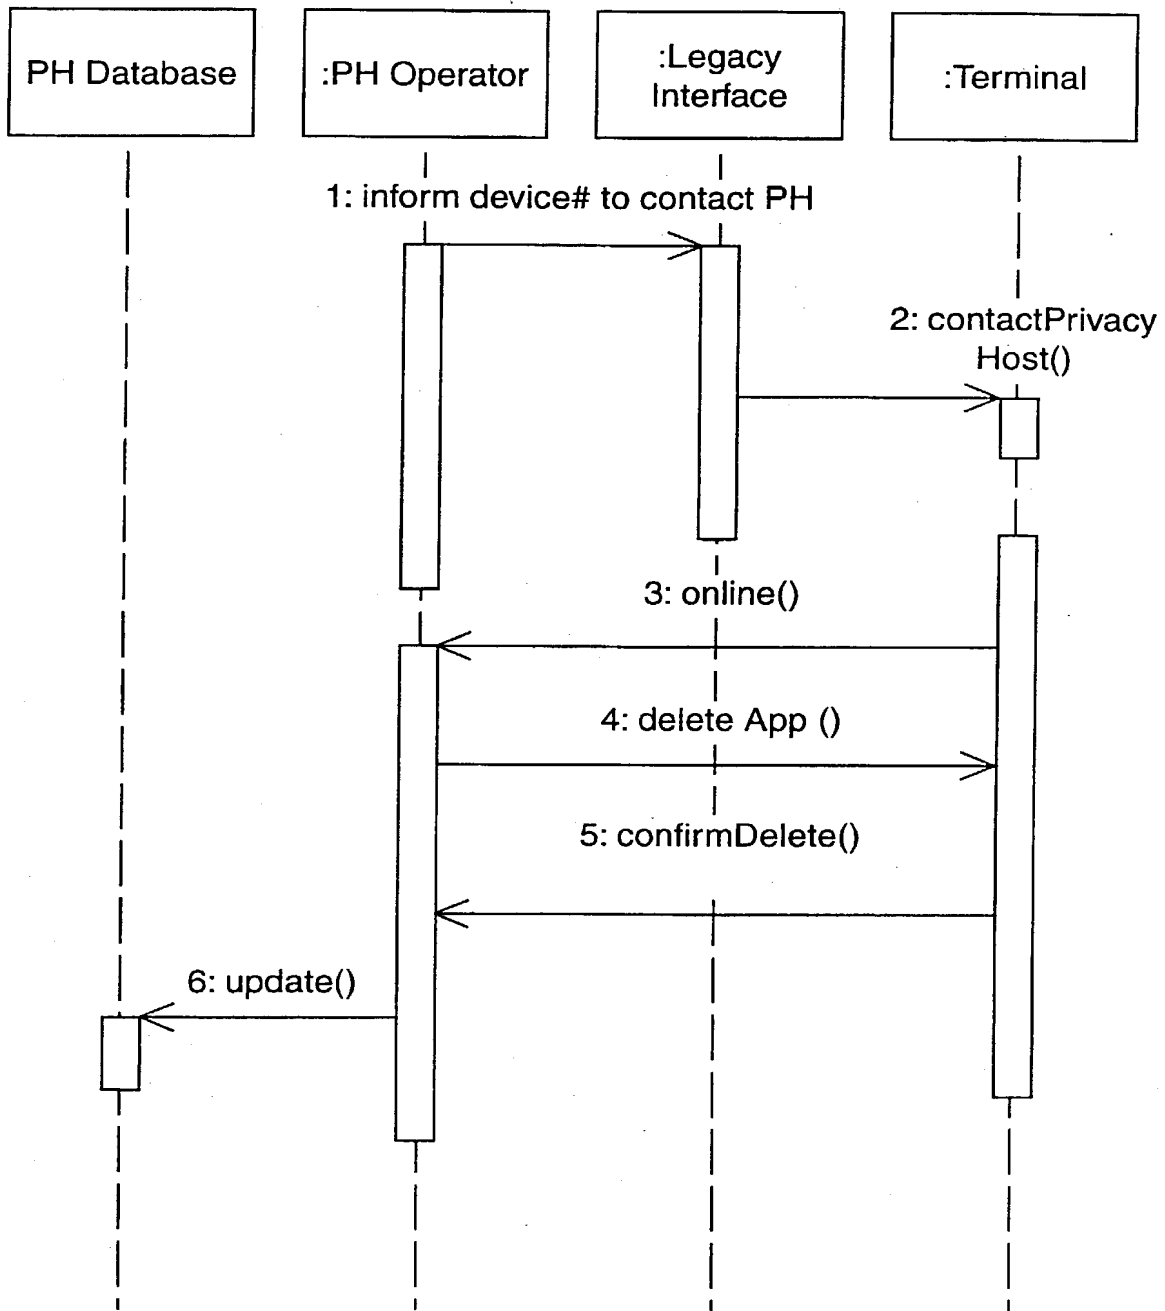 PH Database
:PH Operator
:Legacy
Interface
:Terminal
1: inform device# to contact PH
2: contactPrivacy
Host()
3: online()
4: delete App ()
5: confirmDelete()
6: update()